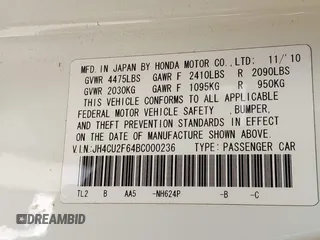 MFD. IN JAPAN BY HONDA MOTOR CO.,LTD: 11/'10
GVWR 4475LBS GAWR F 2410LBS R 2090LBS
GVWR 2030KG GAWR F 1095KG R 950KG
THIS VEHICLE CONFORMS TO ALL APPLICABLE
FEDERAL MOTOR VEHICLE SAFETY ,BUMPER,
AND THEFT PREVENTION STANDARDS IN EFFECT
ON THE DATE OF MANUFACTURE SHOWN ABOVE.
V.I.N:JH4CU2F64BC000236 TYPE:PASSENGER CAR
TL2 B AA5 -NH624P -B -C
DREAMBID